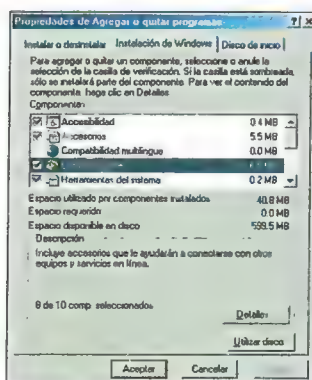 Propiedades de Agregar o quitar programas
Instalar o desinstalar Instalación de Windows Disco de inicio
Para agregar o quitar un componente, seleccione o anule la
selección de la casilla de verificación. Si la casilla está sombreada,
sólo se instalará parte del componente. Para ver el contenido del
componente, haga clic en Detalles.
Componentes:
Accesibilidad 0.4 MB
Accesorios 5.5 MB
Compatibilidad multilingüe 0.0 MB
Herramientas del sistema 0.2 MB
Espacio utilizado por componentes instalados: 40.8 MB
Espacio requerido: 0.0 MB
Espacio disponible en disco: 599.5 MB
Descripción
Incluye accesorios que le ayudarán a conectarse con otros
equipos y servicios en línea.
8 de 10 comp. seleccionados
Detalles
Utilizar disco
Aceptar Cancelar